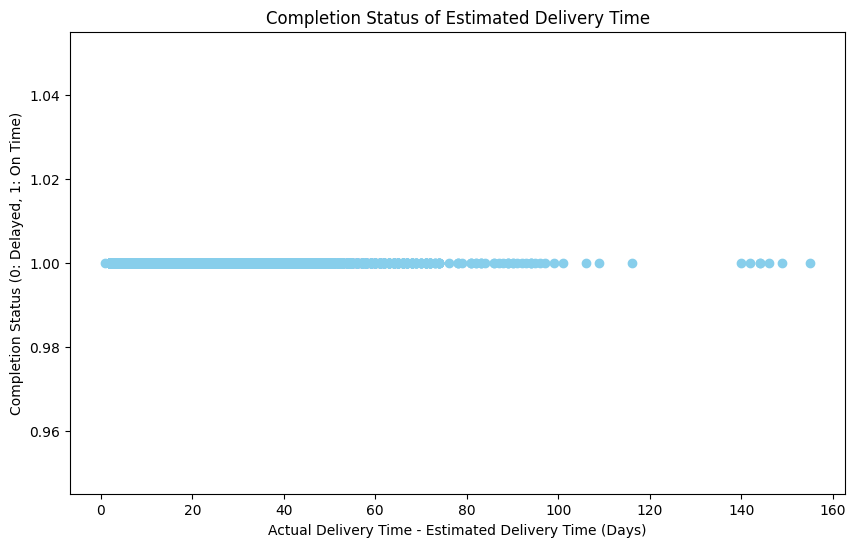 Completion Status of Estimated Delivery Time
Completion Status (0: Delayed, 1: On Time)
1.04
1.02
1.00
0.98
0.96
0 20 40 60 80 100 120 140 160
Actual Delivery Time - Estimated Delivery Time (Days)